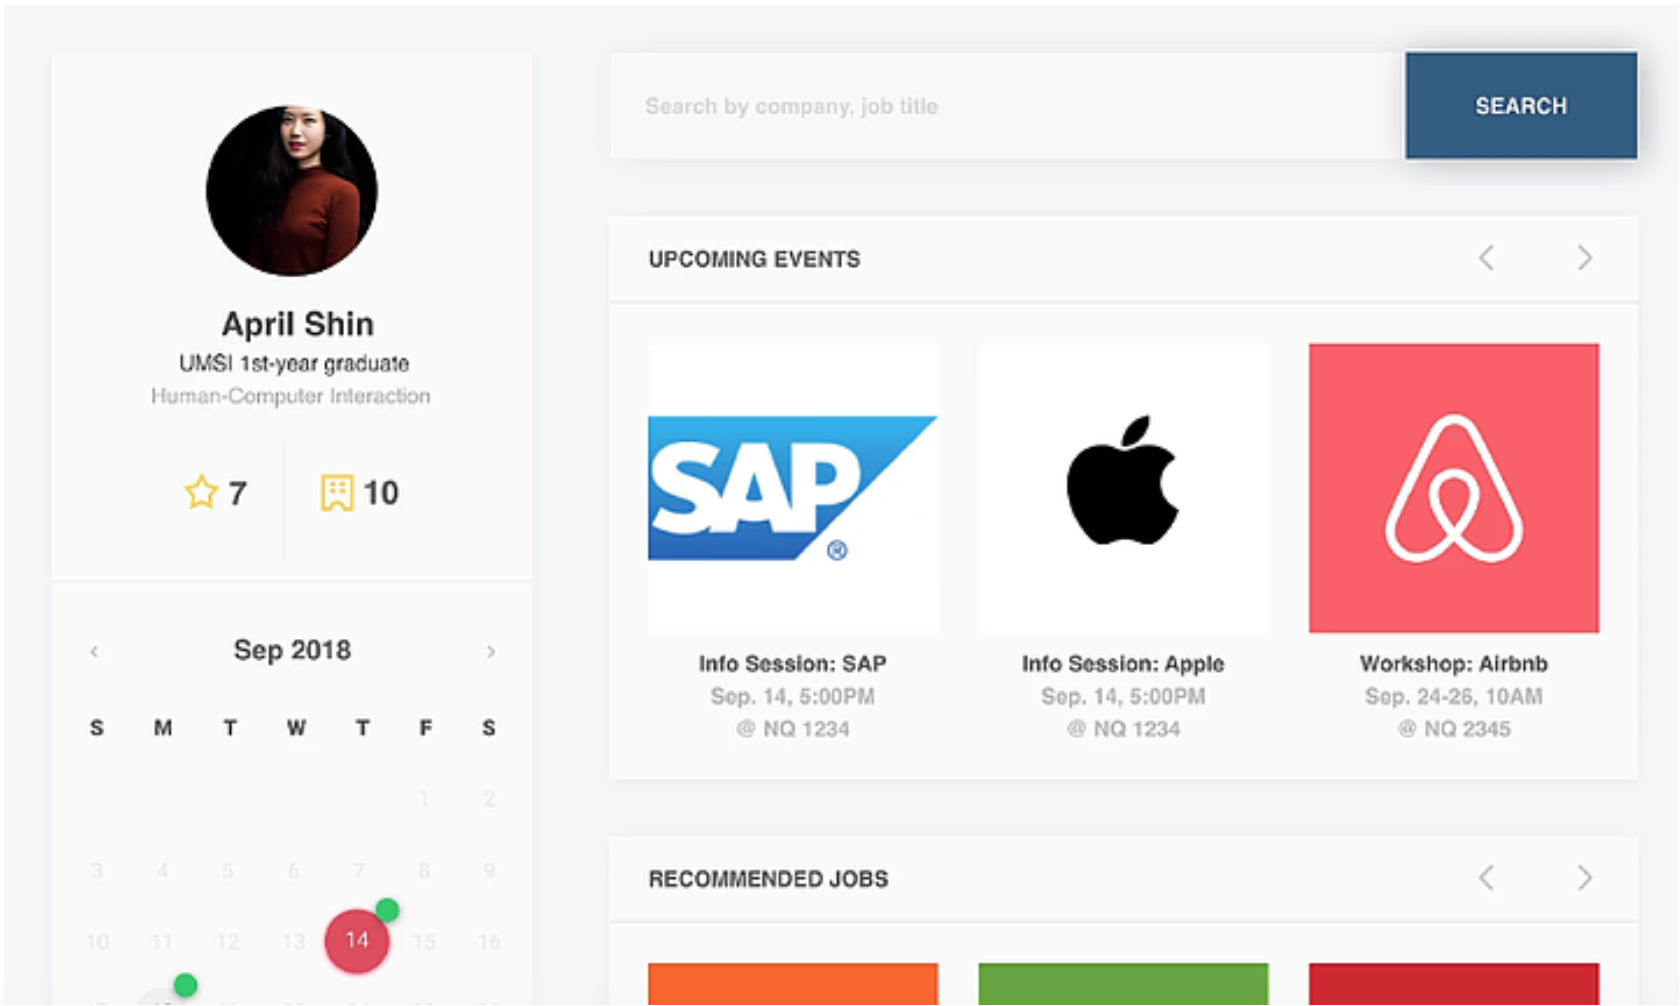 April Shin
UMSI 1st-year graduate
Human-Computer Interaction
7 10
Sep 2018
S M T W T F S
1 2
3 4 5 6 7 8 9
10 11 12 13 14 15 16
Search by company, job title
SEARCH
UPCOMING EVENTS
SAP ®
Info Session: SAP
Sep. 14, 5:00PM
@ NQ 1234
Info Session: Apple
Sep. 14, 5:00PM
@ NQ 1234
Workshop: Airbnb
Sep. 24-26, 10AM
@ NQ 2345
RECOMMENDED JOBS